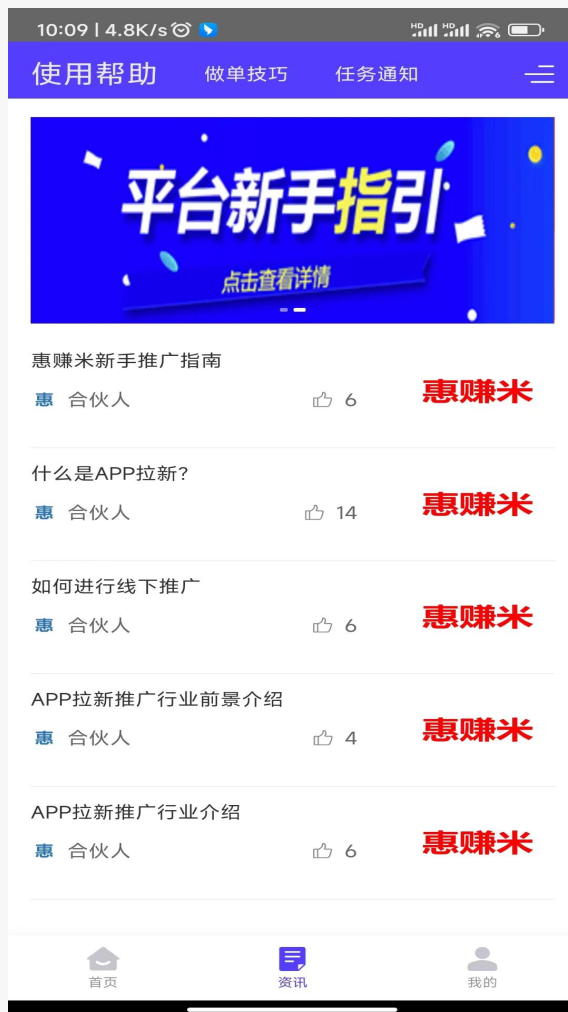 10:09 | 4.8K/s
HD HD
使用帮助 做单技巧 任务通知
平台新手指引
点击查看详情
惠赚米新手推广指南
惠 合伙人 6
惠赚米
什么是APP拉新?
惠 合伙人 14
惠赚米
如何进行线下推广
惠 合伙人 6
惠赚米
APP拉新推广行业前景介绍
惠 合伙人 4
惠赚米
APP拉新推广行业介绍
惠 合伙人 6
惠赚米
首页 资讯 我的